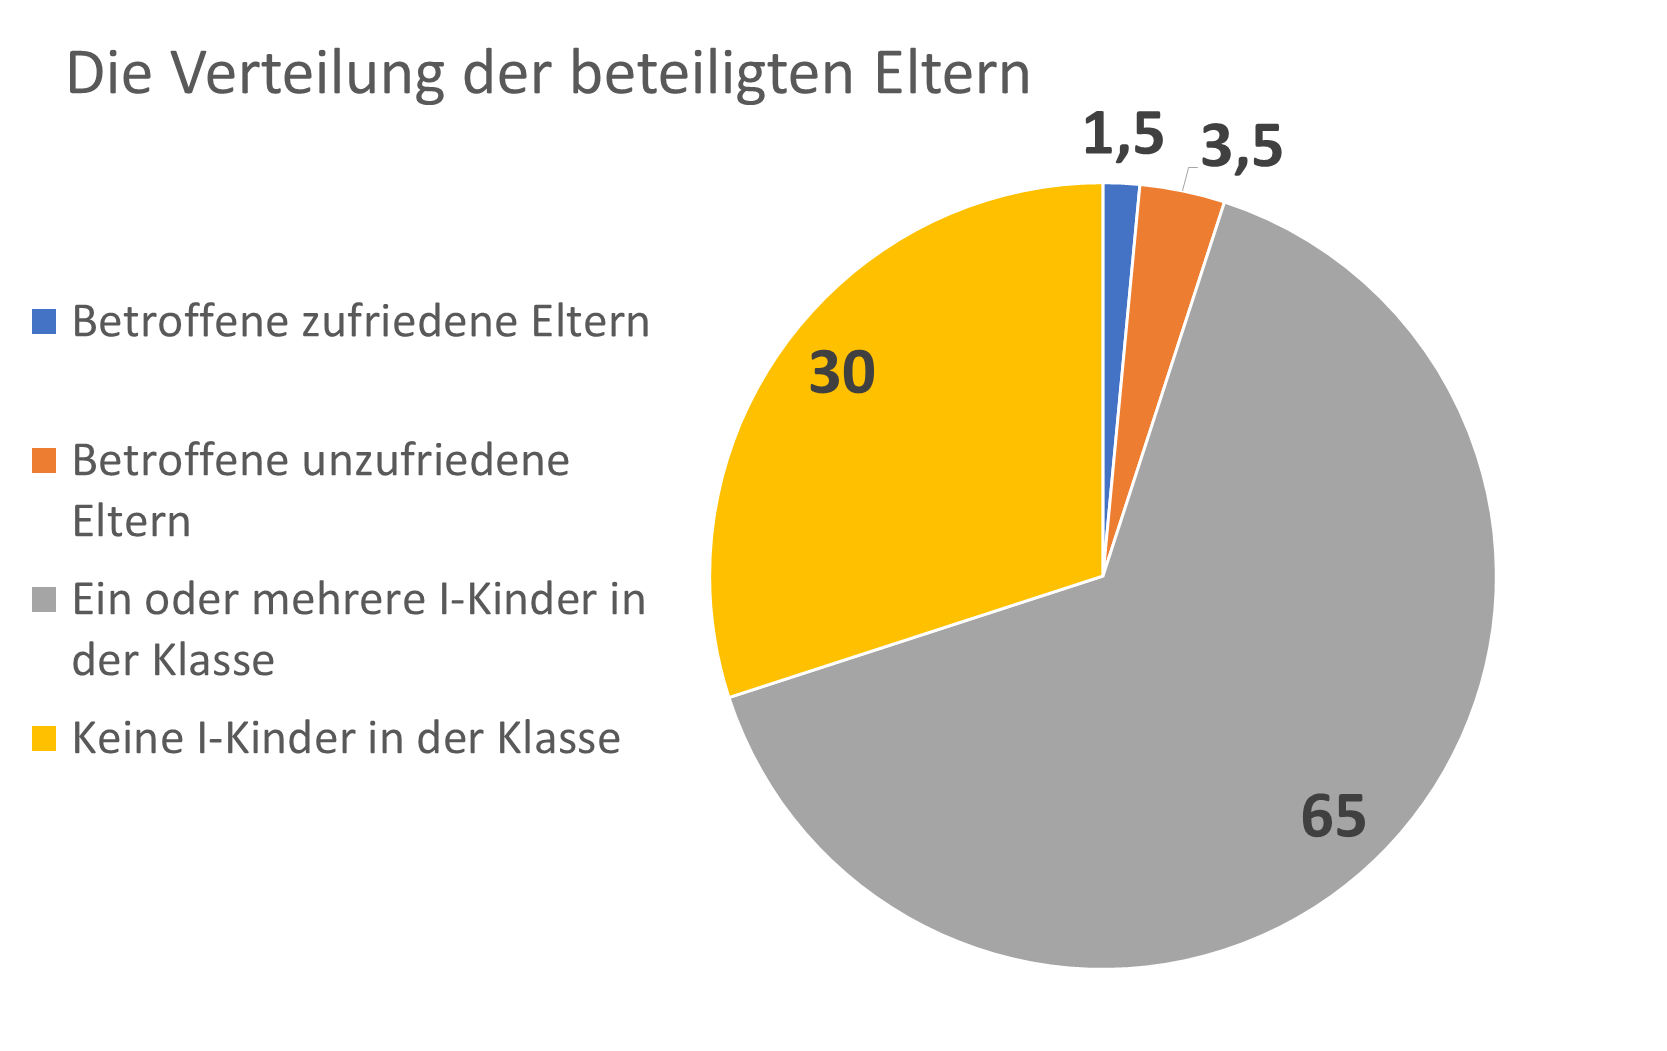 Die Verteilung der beteiligten Eltern
1,5
3,5
Betroffene zufriedene Eltern
30
Betroffene unzufriedene
Eltern
Ein oder mehrere I-Kinder in
der Klasse
Keine I-Kinder in der Klasse
65